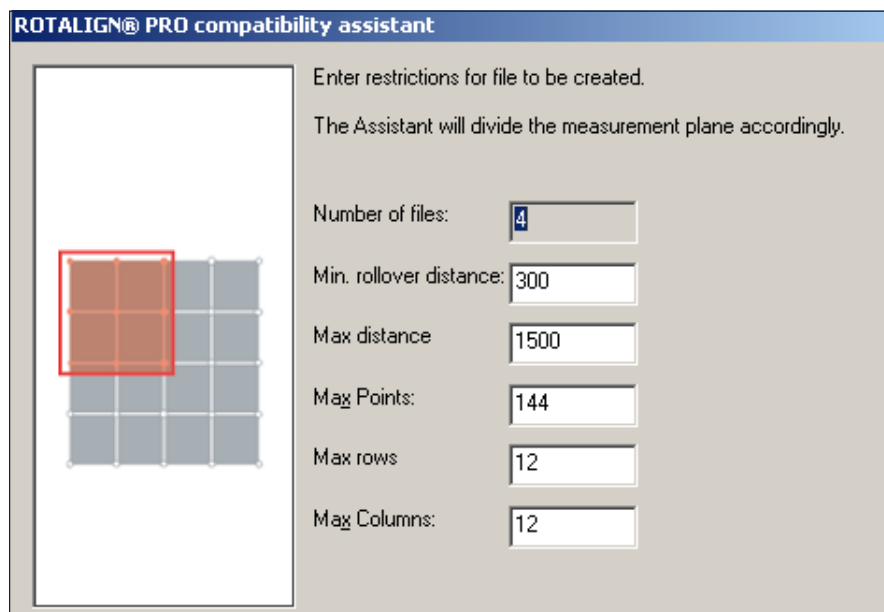 ROTALIGN® PRO compatibility assistant
Enter restrictions for file to be created.
The Assistant will divide the measurement plane accordingly.
Number of files: 4
Min. rollover distance: 300
Max distance 1500
Max Points: 144
Max rows 12
Max Columns: 12